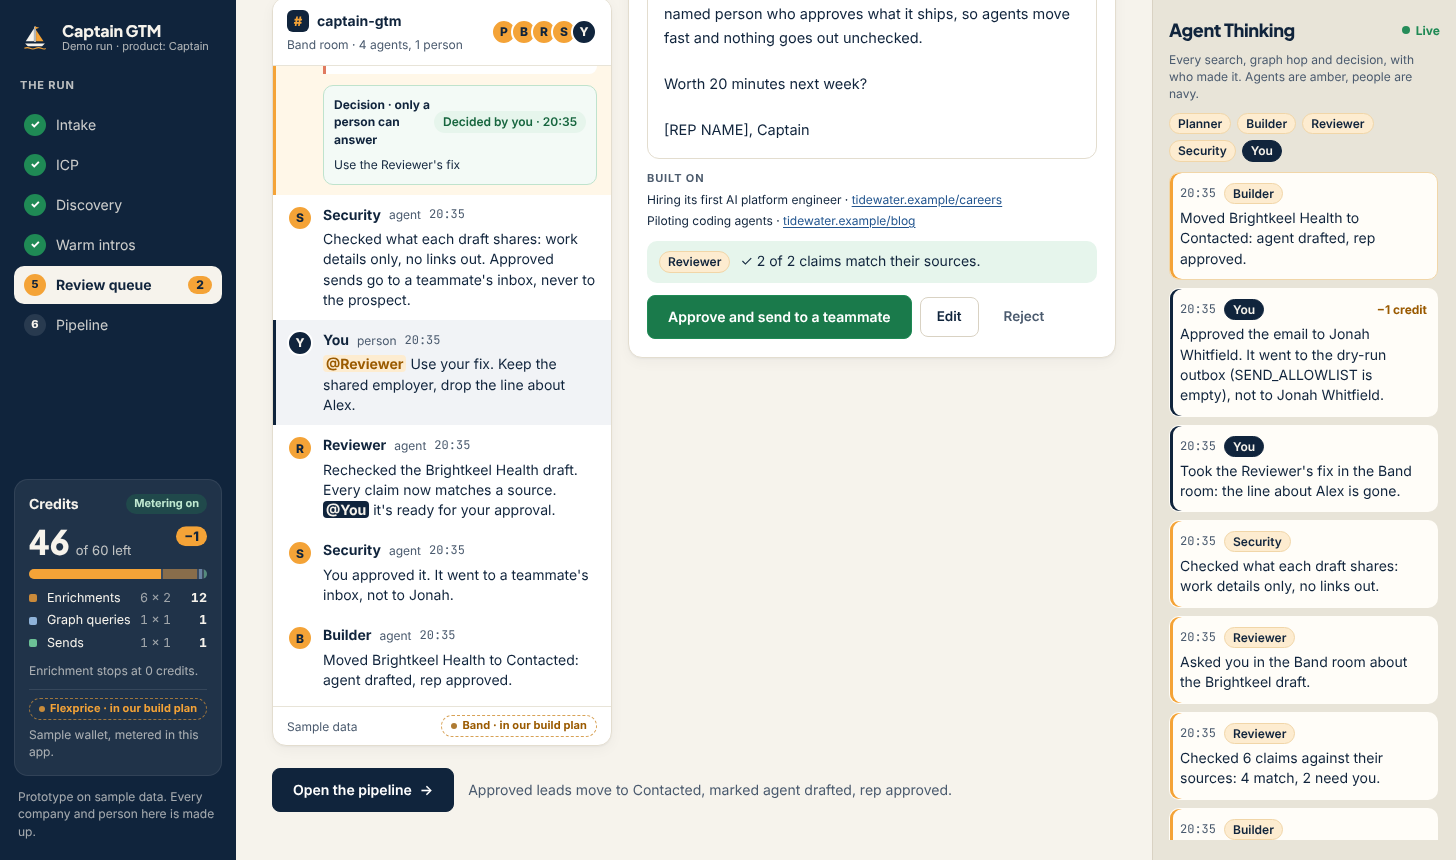 Captain GTM
Demo run · product: Captain
THE RUN
Intake
ICP
Discovery
Warm intros
5 Review queue 2
6 Pipeline
Credits Metering on
46 of 60 left −1
Enrichments 6 × 2 12
Graph queries 1 × 1 1
Sends 1 × 1 1
Enrichment stops at 0 credits.
Flexprice · in our build plan
Sample wallet, metered in this
app.
Prototype on sample data. Every
company and person here is made
up.
# captain-gtm
Band room · 4 agents, 1 person
P B R S Y
Decision · only a
person can
answer
Decided by you · 20:35
Use the Reviewer's fix
S Security agent 20:35
Checked what each draft shares: work
details only, no links out. Approved
sends go to a teammate's inbox, never to
the prospect.
Y You person 20:35
@Reviewer Use your fix. Keep the
shared employer, drop the line about
Alex.
R Reviewer agent 20:35
Rechecked the Brightkeel Health draft.
Every claim now matches a source.
@You it's ready for your approval.
S Security agent 20:35
You approved it. It went to a teammate's
inbox, not to Jonah.
B Builder agent 20:35
Moved Brightkeel Health to Contacted:
agent drafted, rep approved.
Sample data Band · in our build plan
Open the pipeline → Approved leads move to Contacted, marked agent drafted, rep approved.
named person who approves what it ships, so agents move
fast and nothing goes out unchecked.
Worth 20 minutes next week?
[REP NAME], Captain
BUILT ON
Hiring its first AI platform engineer · tidewater.example/careers
Piloting coding agents · tidewater.example/blog
Reviewer ✓ 2 of 2 claims match their sources.
Approve and send to a teammate Edit Reject
Agent Thinking Live
Every search, graph hop and decision, with
who made it. Agents are amber, people are
navy.
Planner Builder Reviewer
Security You
20:35 Builder
Moved Brightkeel Health to
Contacted: agent drafted, rep
approved.
20:35 You −1 credit
Approved the email to Jonah
Whitfield. It went to the dry-run
outbox (SEND_ALLOWLIST is
empty), not to Jonah Whitfield.
20:35 You
Took the Reviewer's fix in the Band
room: the line about Alex is gone.
20:35 Security
Checked what each draft shares:
work details only, no links out.
20:35 Reviewer
Asked you in the Band room about
the Brightkeel draft.
20:35 Reviewer
Checked 6 claims against their
sources: 4 match, 2 need you.
20:35 Builder